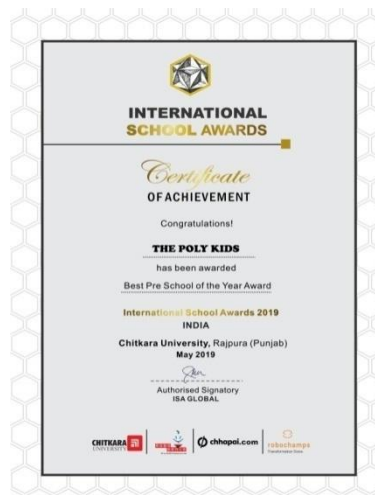 INTERNATIONAL
SCHOOL AWARDS
Certificate
OF ACHIEVEMENT
Congratulations!
THE POLY KIDS
has been awarded
Best Pre School of the Year Award
International School Awards 2019
INDIA
Chitkara University, Rajpura (Punjab)
May 2019
Authorised Signatory
ISA GLOBAL
CHITKARA
UNIVERSITY
chhapai.com
robochamps